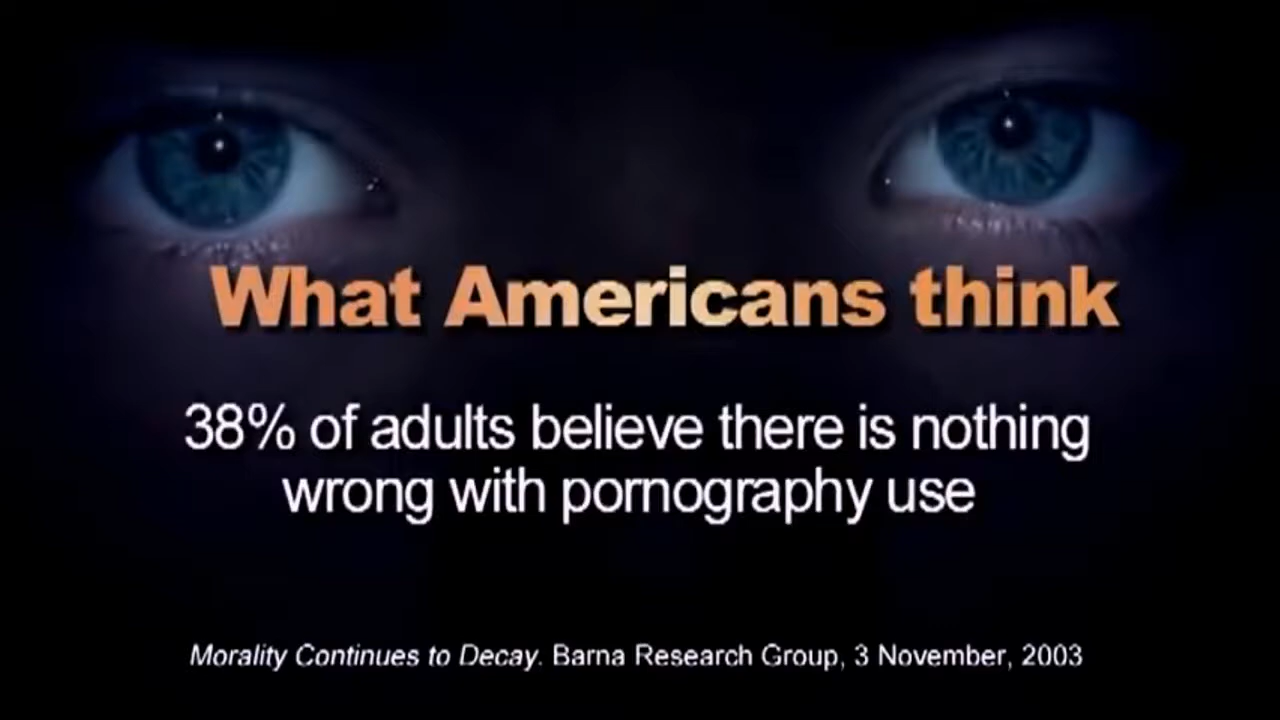 What Americans think
38% of adults believe there is nothing
wrong with pornography use
Morality Continues to Decay. Barna Research Group, 3 November, 2003